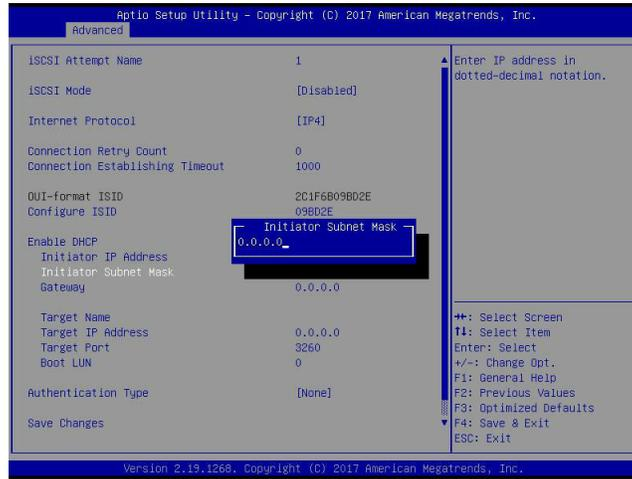 Aptio Setup Utility – Copyright (C) 2017 American Megatrends, Inc.
Advanced
iSCSI Attempt Name 1
iSCSI Mode [Disabled]
Internet Protocol [IP4]
Connection Retry Count 0
Connection Establishing Timeout 1000
OUI-format ISID 2C1F6B09BD2E
Configure ISID 09BD2E
Enable DHCP
Initiator IP Address
Initiator Subnet Mask
Gateway 0.0.0.0
Target Name
Target IP Address 0.0.0.0
Target Port 3260
Boot LUN 0
Authentication Type [None]
Save Changes
Initiator Subnet Mask
0.0.0.0_
Enter IP address in
dotted-decimal notation.
→←: Select Screen
↑↓: Select Item
Enter: Select
+/-: Change Opt.
F1: General Help
F2: Previous Values
F3: Optimized Defaults
F4: Save & Exit
ESC: Exit
Version 2.19.1268. Copyright (C) 2017 American Megatrends, Inc.